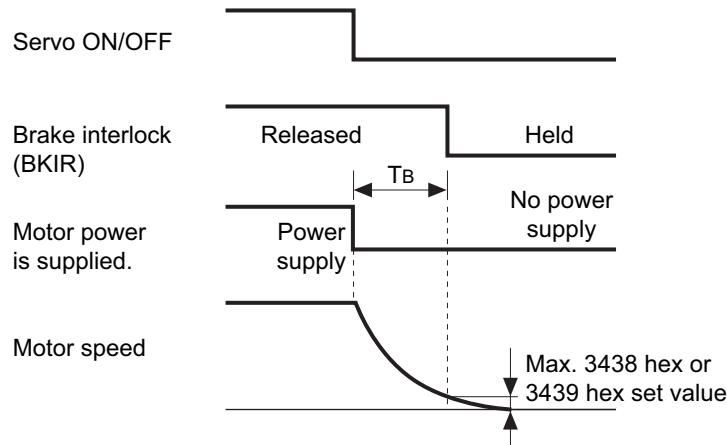 Servo ON/OFF
Brake interlock
(BKIR)
Released
Held
TB
Motor power
is supplied.
Power
supply
No power
supply
Motor speed
Max. 3438 hex or
3439 hex set value